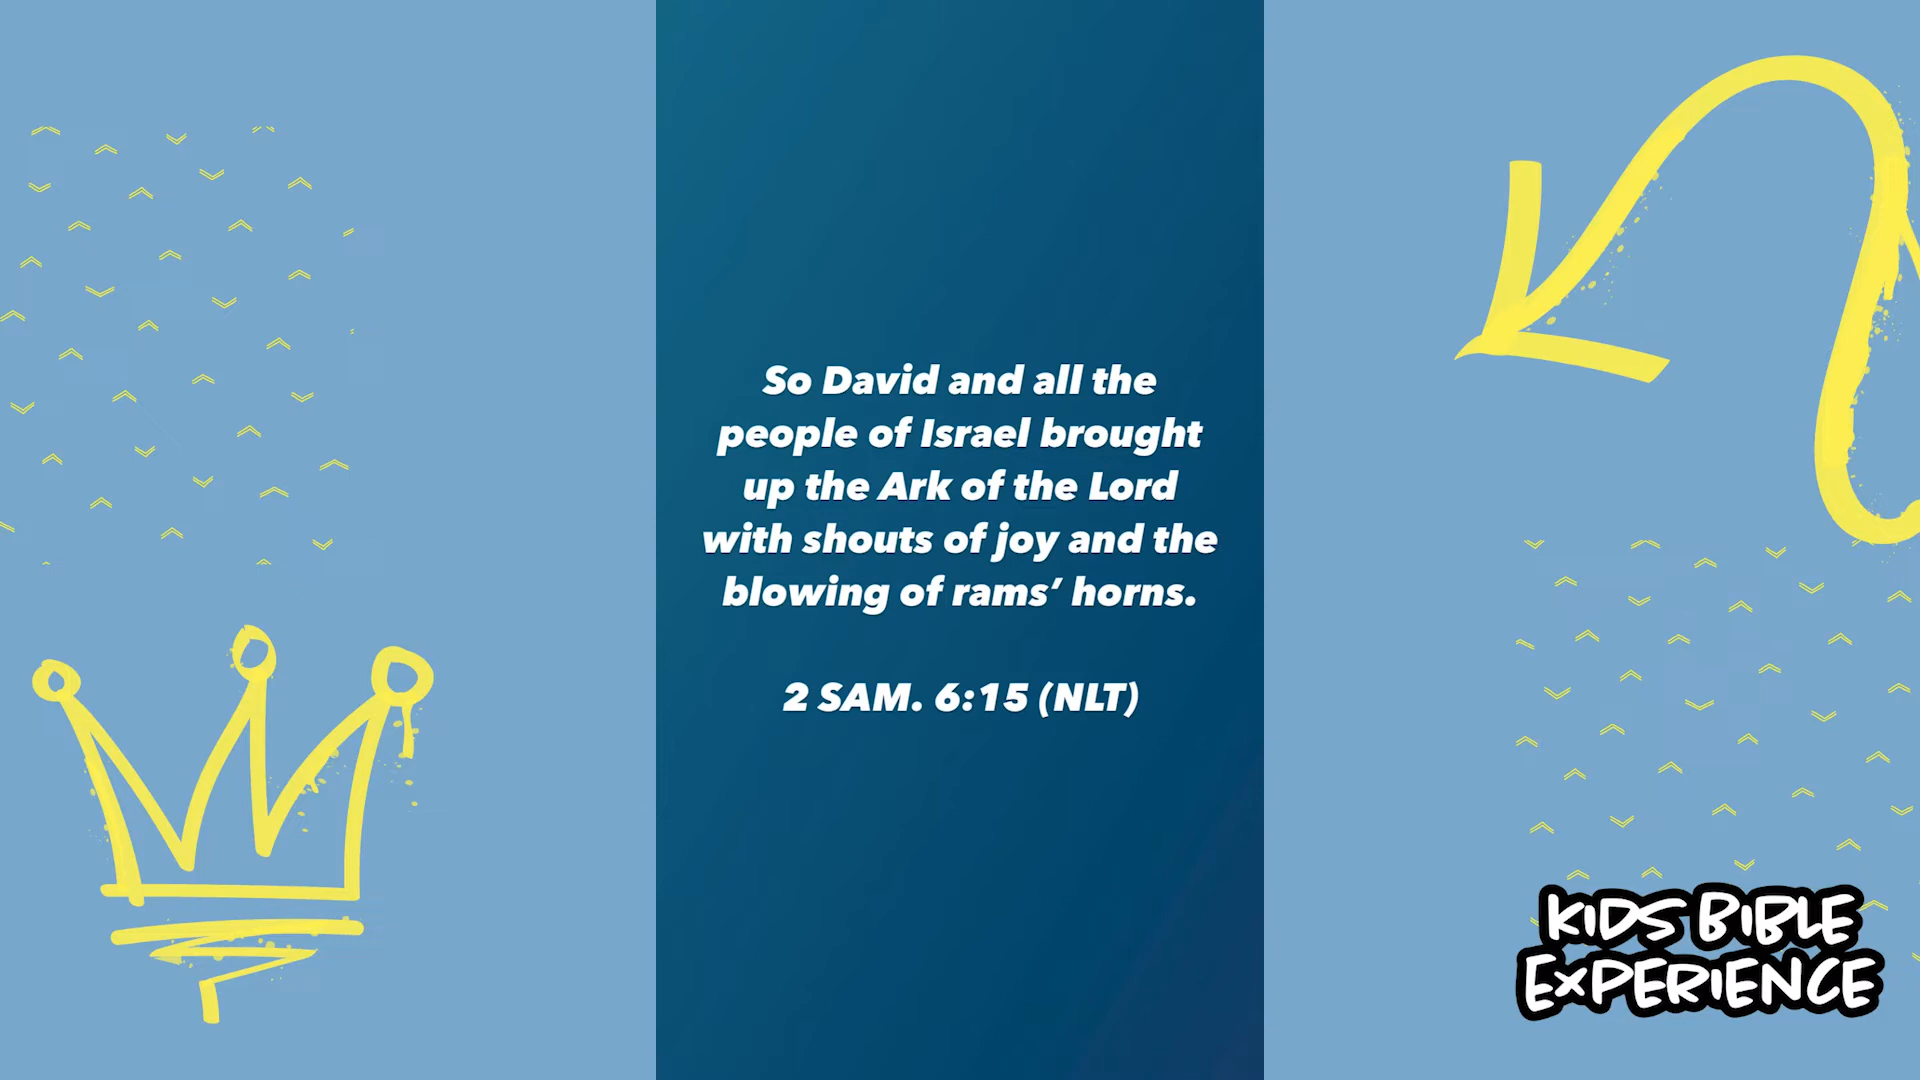 So David and all the
people of Israel brought
up the Ark of the Lord
with shouts of joy and the
blowing of rams’ horns.
2 SAM. 6:15 (NLT)
KIDS BIBLE
EXPERIENCE